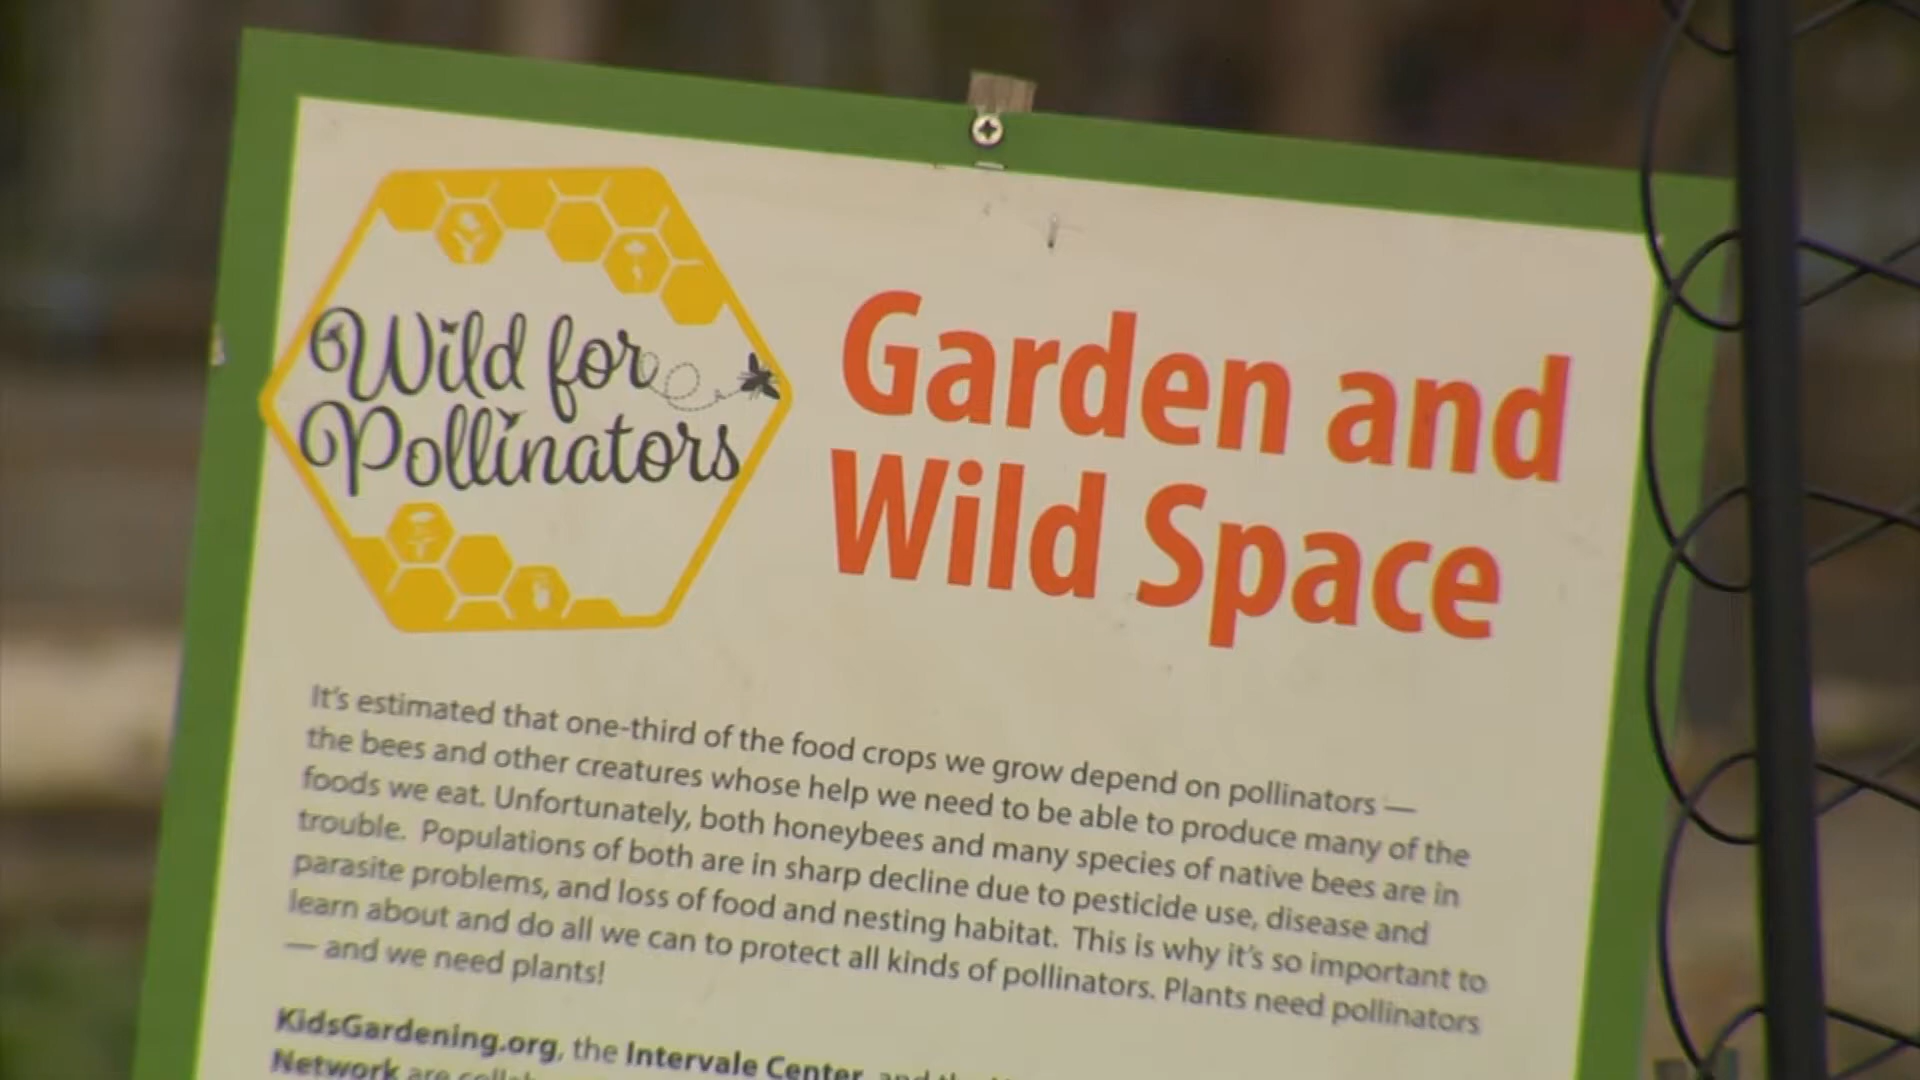 Wild for
Pollinators
Garden and
Wild Space
It's estimated that one-third of the food crops we grow depend on pollinators —
the bees and other creatures whose help we need to be able to produce many of the
foods we eat. Unfortunately, both honeybees and many species of native bees are in
trouble. Populations of both are in sharp decline due to pesticide use, disease and
parasite problems, and loss of food and nesting habitat. This is why it's so important to
learn about and do all we can to protect all kinds of pollinators. Plants need pollinators
— and we need plants!
KidsGardening.org, the Intervale Center, and the
Network are